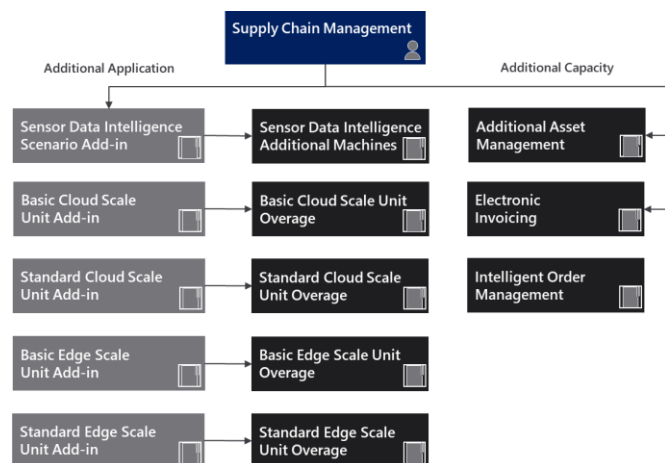 Supply Chain Management
Additional Application
Additional Capacity
Sensor Data Intelligence
Scenario Add-in
Sensor Data Intelligence
Additional Machines
Additional Asset
Management
Basic Cloud Scale
Unit Add-in
Basic Cloud Scale Unit
Overage
Electronic
Invoicing
Standard Cloud Scale
Unit Add-in
Standard Cloud Scale
Unit Overage
Intelligent Order
Management
Basic Edge Scale
Unit Add-in
Basic Edge Scale Unit
Overage
Standard Edge Scale
Unit Add-in
Standard Edge Scale
Unit Overage